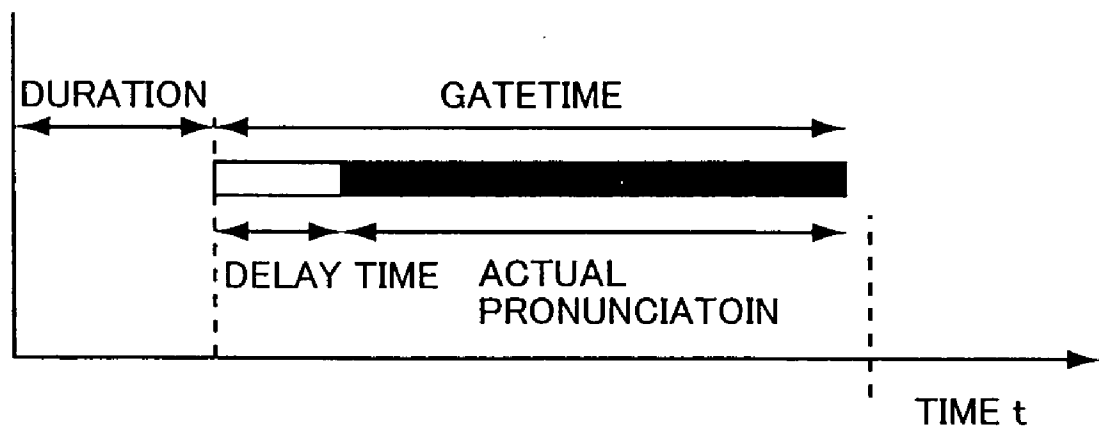 DURATION
GATETIME
DELAY TIME
ACTUAL
PRONUNCIATOIN
TIME t